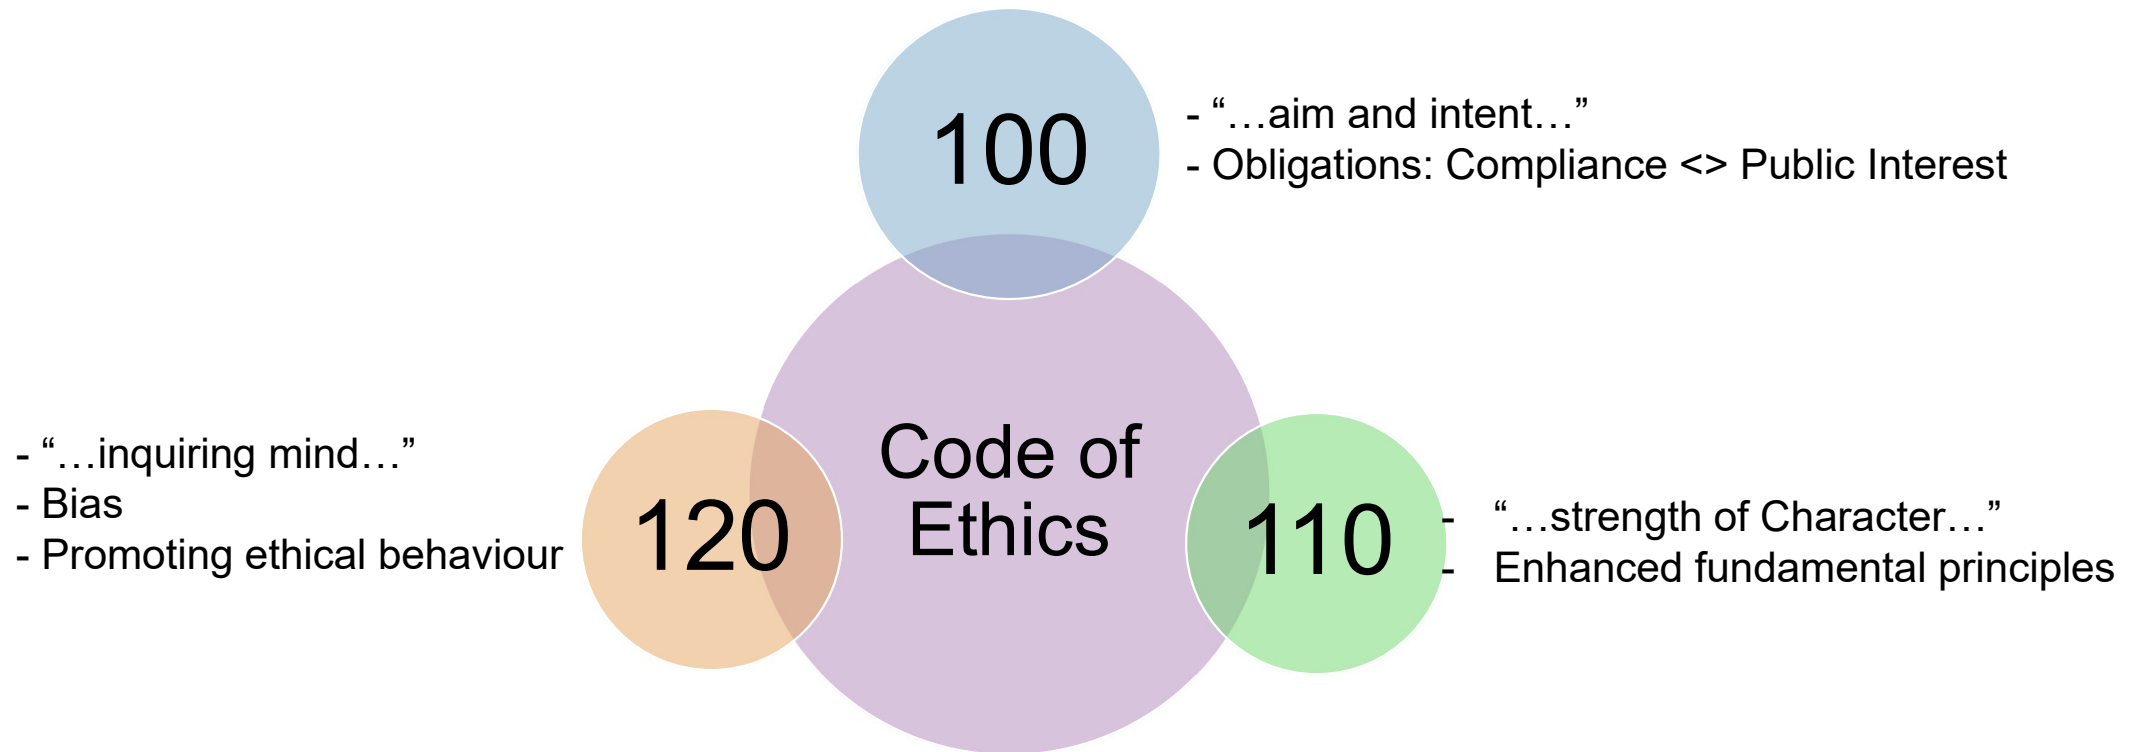 100
- “…aim and intent…”
- Obligations: Compliance <> Public Interest
Code of
Ethics
110
- “…strength of Character…”
- Enhanced fundamental principles
120
- “…inquiring mind…”
- Bias
- Promoting ethical behaviour